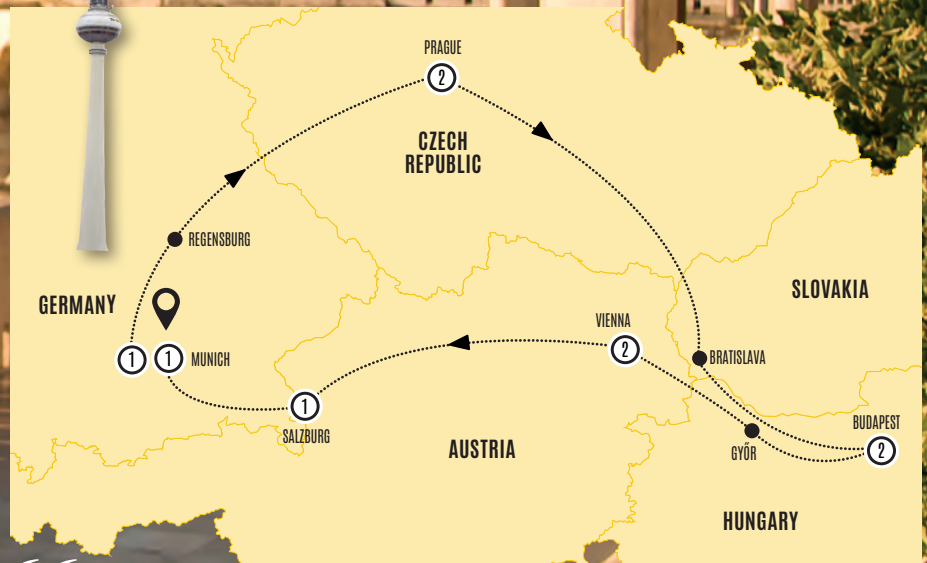 PRAGUE
2
CZECH
REPUBLIC
REGENSBURG
GERMANY
SLOVAKIA
VIENNA
2
BRATISLAVA
1
1
MUNICH
1
SALZBURG
AUSTRIA
BUDAPEST
2
GYŐR
HUNGARY